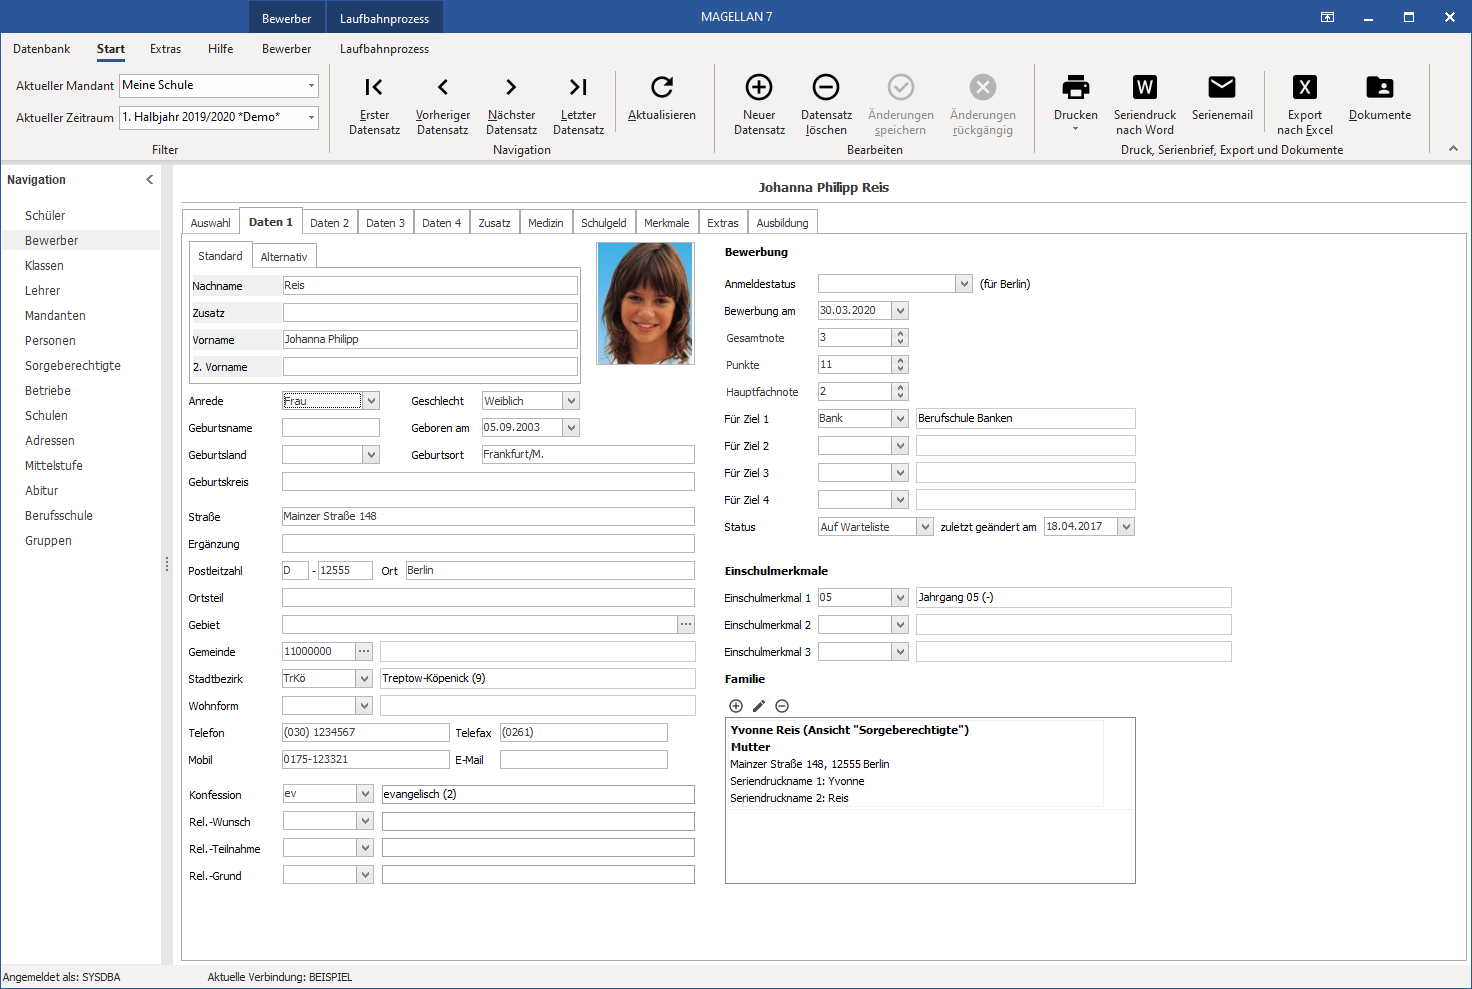 Bewerber Laufbahnprozess MAGELLAN 7
Datenbank Start Extras Hilfe Bewerber Laufbahnprozess
Aktueller Mandant Meine Schule
Aktueller Zeitraum 1. Halbjahr 2019/2020 *Demo*
Filter
Erster Datensatz
Vorheriger Datensatz
Nächster Datensatz
Letzter Datensatz
Aktualisieren
Navigation
Neuer Datensatz
Datensatz löschen
Änderungen speichern
Änderungen rückgängig
Bearbeiten
Drucken
W
Seriendruck nach Word
Serienemail
X
Export nach Excel
Dokumente
Druck, Serienbrief, Export und Dokumente
Navigation
Schüler
Bewerber
Klassen
Lehrer
Mandanten
Personen
Sorgeberechtigte
Betriebe
Schulen
Adressen
Mittelstufe
Abitur
Berufsschule
Gruppen
Johanna Philipp Reis
Auswahl Daten 1 Daten 2 Daten 3 Daten 4 Zusatz Medizin Schulgeld Merkmale Extras Ausbildung
Standard Alternativ
Nachname Reis
Zusatz
Vorname Johanna Philipp
2. Vorname
Anrede Frau Geschlecht Weiblich
Geburtsname Geboren am 05.09.2003
Geburtsland Geburtsort Frankfurt/M.
Geburtskreis
Straße Mainzer Straße 148
Ergänzung
Postleitzahl D - 12555 Ort Berlin
Ortsteil
Gebiet ...
Gemeinde 11000000 ...
Stadtbezirk TrKö Treptow-Köpenick (9)
Wohnform
Telefon (030) 1234567 Telefax (0261)
Mobil 0175-123321 E-Mail
Konfession ev evangelisch (2)
Rel.-Wunsch
Rel.-Teilnahme
Rel.-Grund
Bewerbung
Anmeldestatus (für Berlin)
Bewerbung am 30.03.2020
Gesamtnote 3
Punkte 11
Hauptfachnote 2
Für Ziel 1 Bank Berufschule Banken
Für Ziel 2
Für Ziel 3
Für Ziel 4
Status Auf Warteliste zuletzt geändert am 18.04.2017
Einschulmerkmale
Einschulmerkmal 1 05 Jahrgang 05 (-)
Einschulmerkmal 2
Einschulmerkmal 3
Familie
Yvonne Reis (Ansicht "Sorgeberechtigte")
Mutter
Mainzer Straße 148, 12555 Berlin
Seriendruckname 1: Yvonne
Seriendruckname 2: Reis
Angemeldet als: SYSDBA Aktuelle Verbindung: BEISPIEL